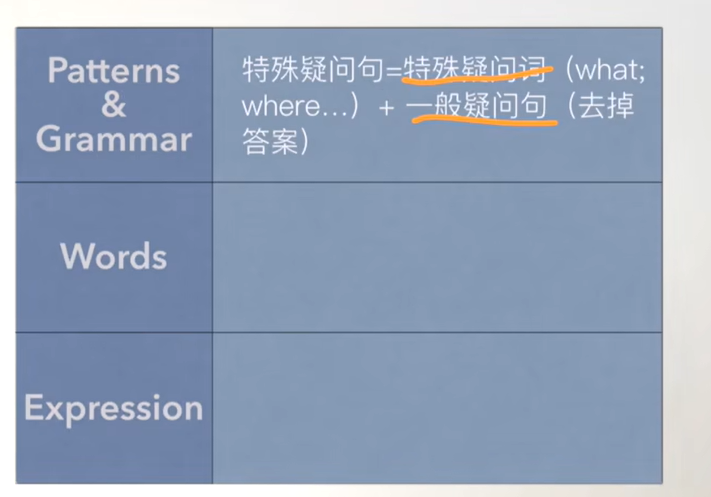 Patterns
&
Grammar
特殊疑问句=特殊疑问词（what;
where...）+ 一般疑问句（去掉
答案）
Words
Expression